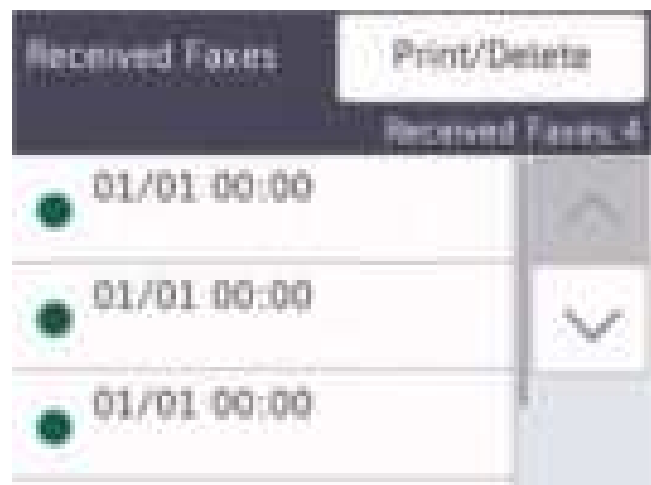 Received Faxes
Print/Delete
Received Faxes:4
01/01 00:00
01/01 00:00
01/01 00:00